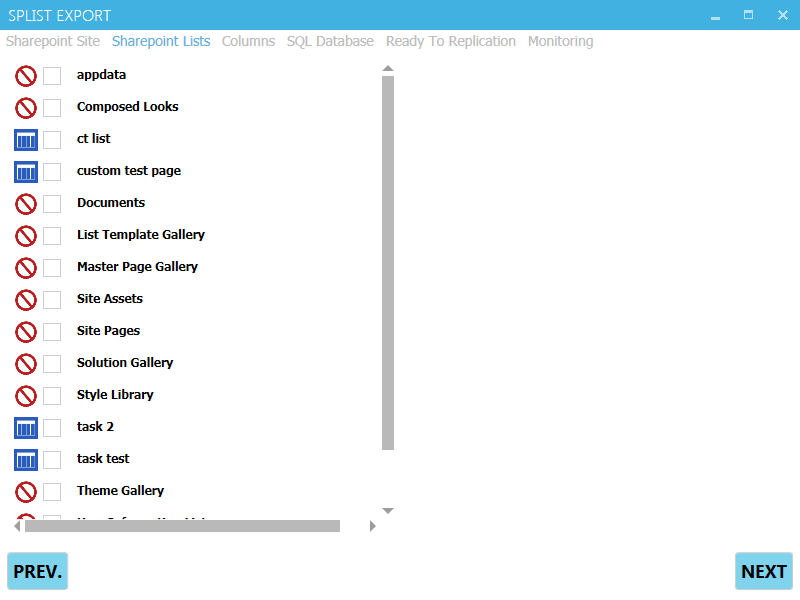 SPLIST EXPORT
Sharepoint Site Sharepoint Lists Columns SQL Database Ready To Replication Monitoring
appdata
Composed Looks
ct list
custom test page
Documents
List Template Gallery
Master Page Gallery
Site Assets
Site Pages
Solution Gallery
Style Library
task 2
task test
Theme Gallery
PREV. NEXT